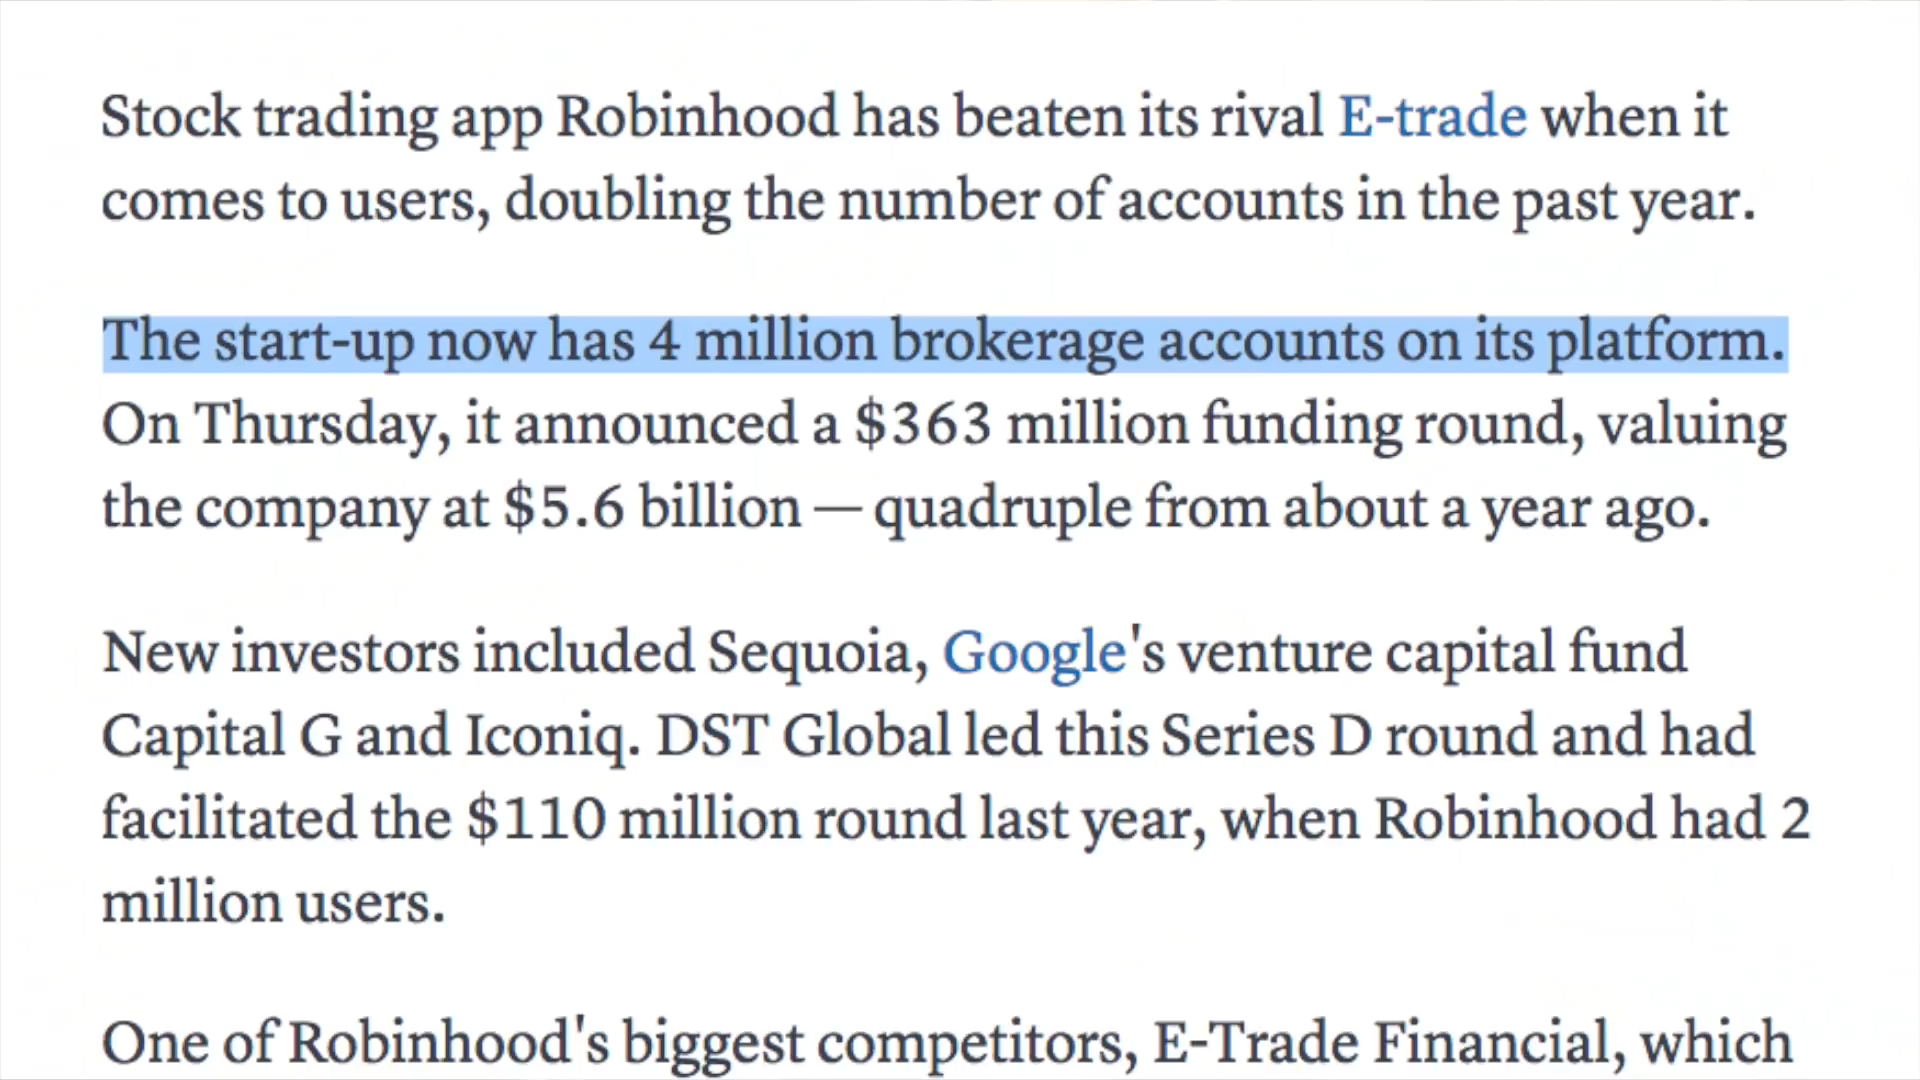 Stock trading app Robinhood has beaten its rival E-trade when it
comes to users, doubling the number of accounts in the past year.
The start-up now has 4 million brokerage accounts on its platform.
On Thursday, it announced a $363 million funding round, valuing
the company at $5.6 billion — quadruple from about a year ago.
New investors included Sequoia, Google's venture capital fund
Capital G and Iconiq. DST Global led this Series D round and had
facilitated the $110 million round last year, when Robinhood had 2
million users.
One of Robinhood's biggest competitors, E-Trade Financial, which